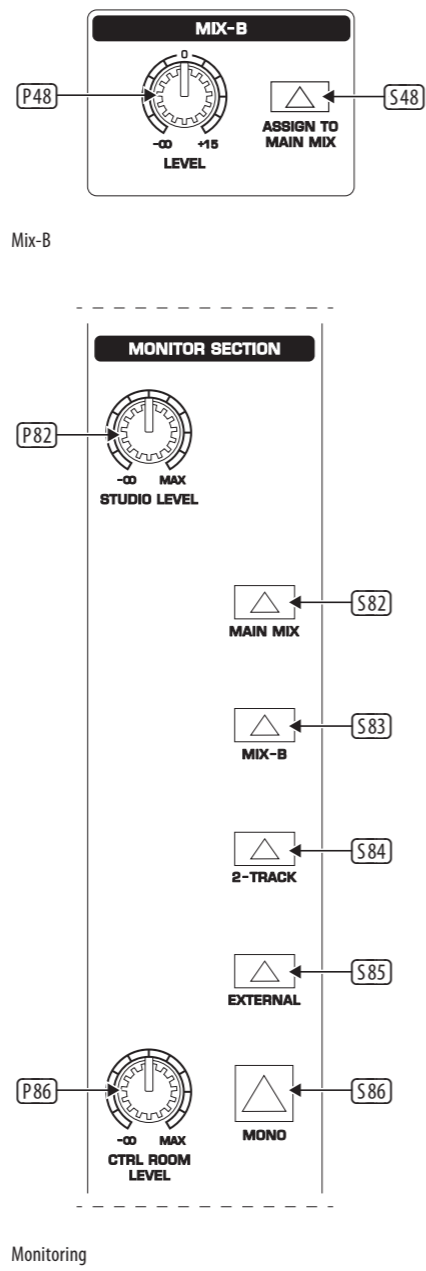 MIX-B
0
P48
S48
-∞ +15
LEVEL
ASSIGN TO
MAIN MIX
Mix-B
MONITOR SECTION
P82
-∞ MAX
STUDIO LEVEL
S82
MAIN MIX
S83
MIX-B
S84
2-TRACK
S85
EXTERNAL
P86
S86
-∞ MAX
CTRL ROOM
LEVEL
MONO
Monitoring